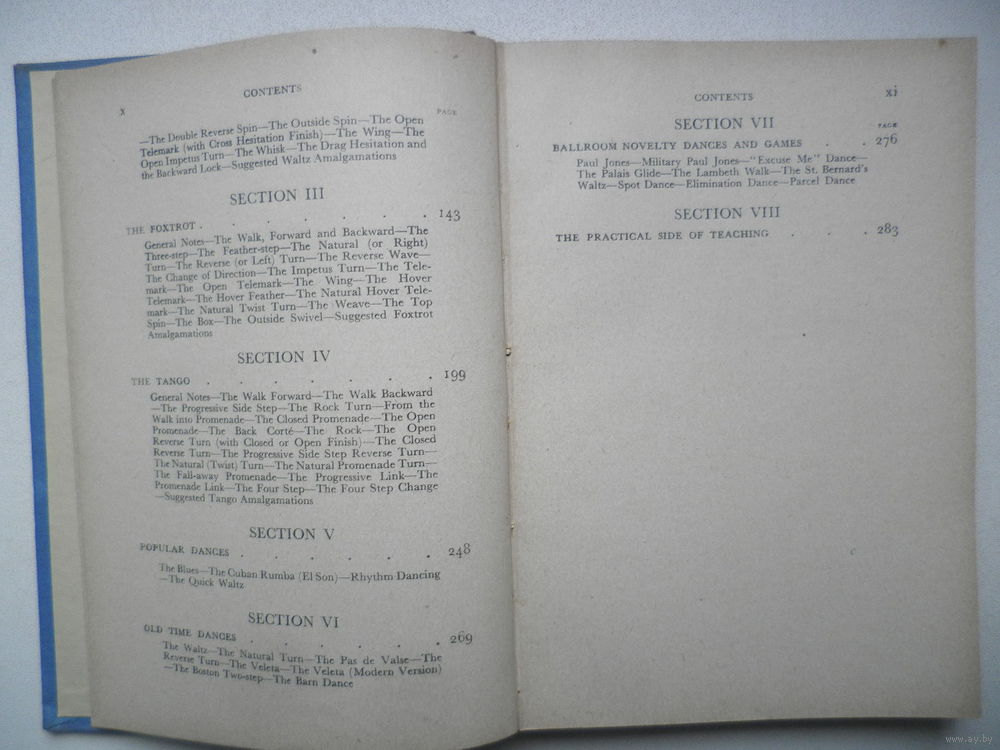 x
CONTENTS
PAGE
—The Double Reverse Spin—The Outside Spin—The Open
Telemark (with Cross Hesitation Finish)—The Wing—The
Open Impetus Turn—The Whisk—The Drag Hesitation and
the Backward Lock—Suggested Waltz Amalgamations
SECTION III
THE FOXTROT . . . . . . . 143
General Notes—The Walk, Forward and Backward—The
Three-step—The Feather-step—The Natural (or Right)
Turn—The Reverse (or Left) Turn—The Reverse Wave—
The Change of Direction—The Impetus Turn—The Tele-
mark—The Open Telemark—The Wing—The Hover
Telemark—The Hover Feather—The Natural Hover Tele-
mark—The Natural Twist Turn—The Weave—The Top
Spin—The Box—The Outside Swivel—Suggested Foxtrot
Amalgamations
SECTION IV
THE TANGO . . . . . . . 199
General Notes—The Walk Forward—The Walk Backward
—The Progressive Side Step—The Rock Turn—From the
Walk into Promenade—The Closed Promenade—The Open
Promenade—The Back Corté—The Rock—The Open
Reverse Turn (with Closed or Open Finish)—The Closed
Reverse Turn—The Progressive Side Step Reverse Turn—
The Natural (Twist) Turn—The Natural Promenade Turn—
The Fall-away Promenade—The Progressive Link—The
Promenade Link—The Four Step—The Four Step Change
—Suggested Tango Amalgamations
SECTION V
POPULAR DANCES . . . . . . 248
The Blues—The Cuban Rumba (El Son)—Rhythm Dancing
—The Quick Waltz
SECTION VI
OLD TIME DANCES . . . . . . 269
The Waltz—The Natural Turn—The Pas de Valse—The
Reverse Turn—The Veleta—The Veleta (Modern Version)
—The Boston Two-step—The Barn Dance
CONTENTS
xi
SECTION VII
PAGE
BALLROOM NOVELTY DANCES AND GAMES . . 276
Paul Jones—Military Paul Jones—"Excuse Me" Dance—
The Palais Glide—The Lambeth Walk—The St. Bernard's
Waltz—Spot Dance—Elimination Dance—Parcel Dance
SECTION VIII
THE PRACTICAL SIDE OF TEACHING . . . 283
www.ay.by